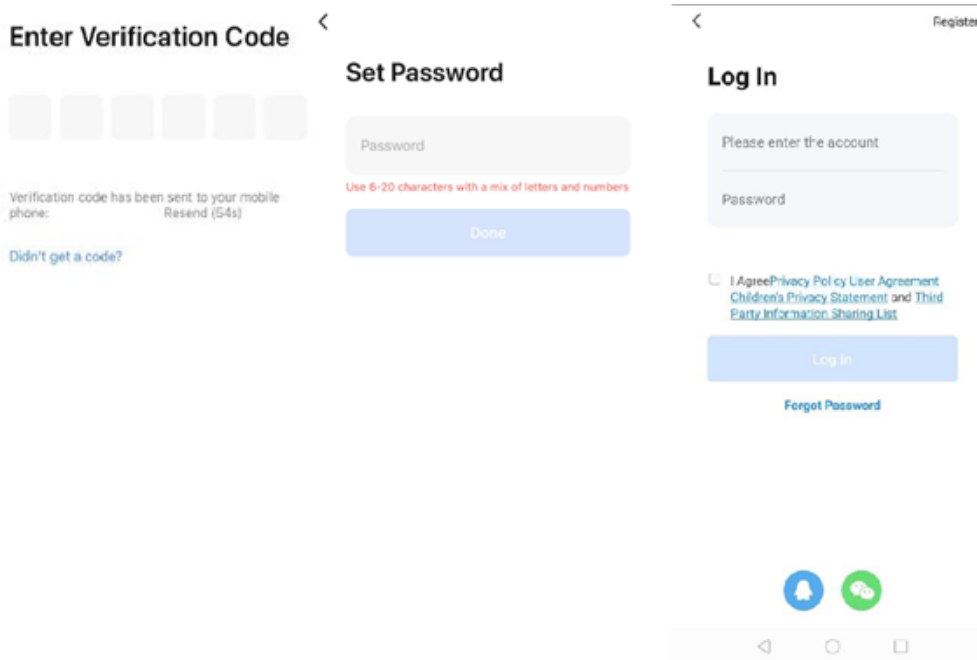 Enter Verification Code
Verification code has been sent to your mobile
phone: Resend (54s)
Didn't get a code?
Set Password
Password
Use 6-20 characters with a mix of letters and numbers
Done
Register
Log In
Please enter the account
Password
I AgreePrivacy Policy User Agreement
Children's Privacy Statement and Third
Party Information Sharing List
Log In
Forgot Password